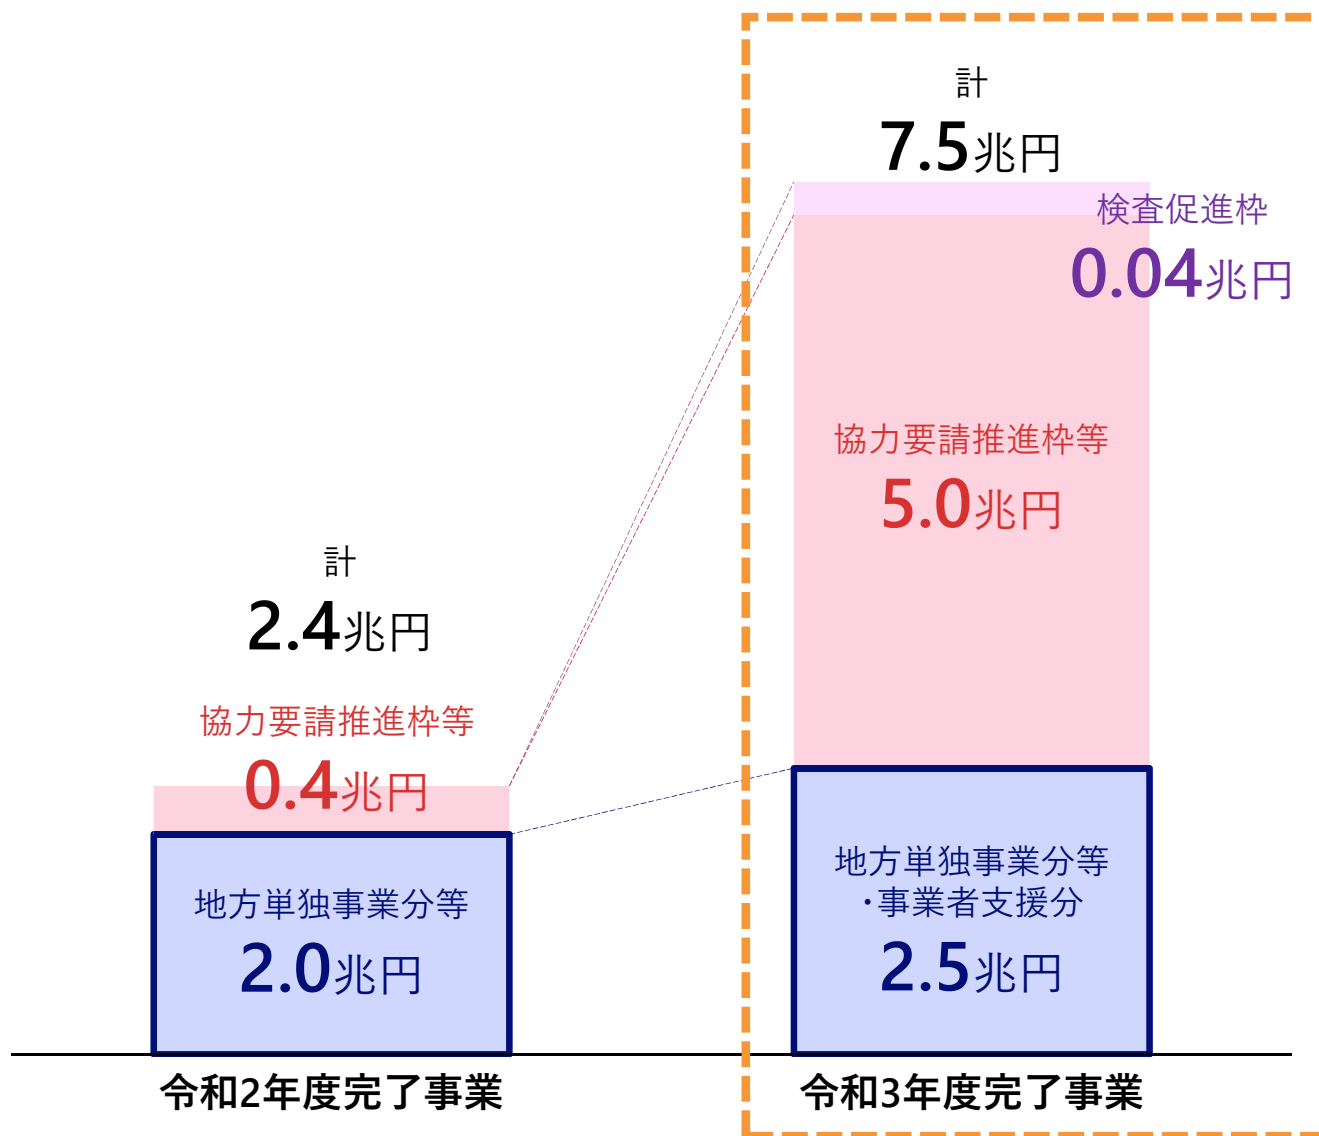 計
7.5兆円
検査促進枠
0.04兆円
協力要請推進枠等
5.0兆円
計
2.4兆円
協力要請推進枠等
0.4兆円
地方単独事業分等
・事業者支援分
2.5兆円
地方単独事業分等
2.0兆円
令和2年度完了事業
令和3年度完了事業